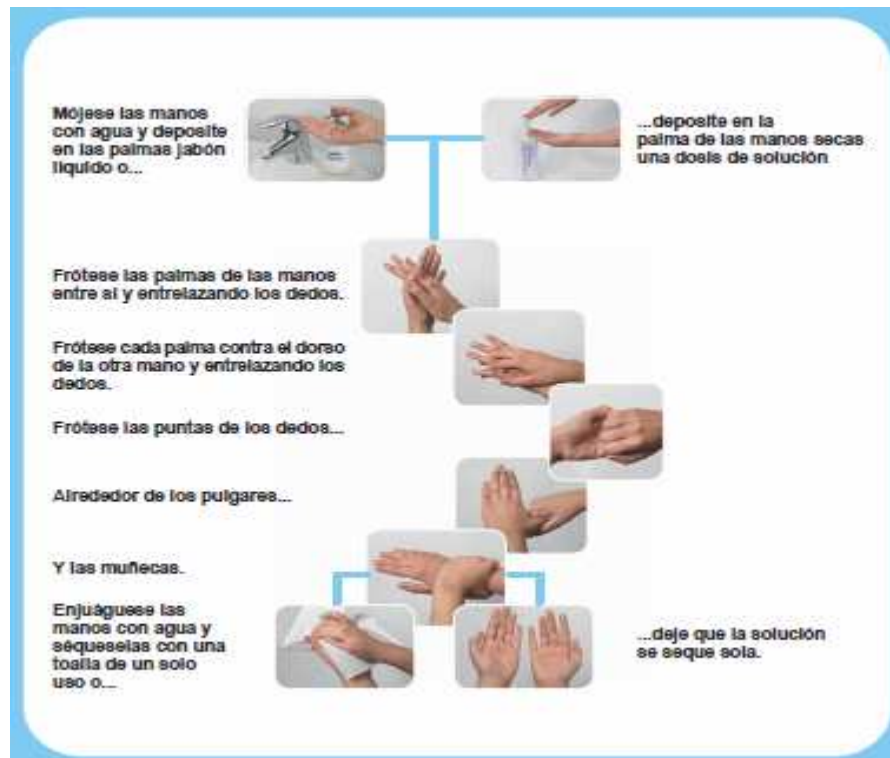 Mójese las manos
con agua y deposite
en las palmas jabón
líquido o...
...deposite en la
palma de las manos secas
una dosis de solución
Frótese las palmas de las manos
entre sí y entrelazando los dedos.
Frótese cada palma contra el dorso
de la otra mano y entrelazando los
dedos.
Frótese las puntas de los dedos...
Alrededor de los pulgares...
Y las muñecas.
Enjuáguese las
manos con agua y
séqueselas con una
toalla de un solo
uso o...
...deje que la solución
se seque sola.